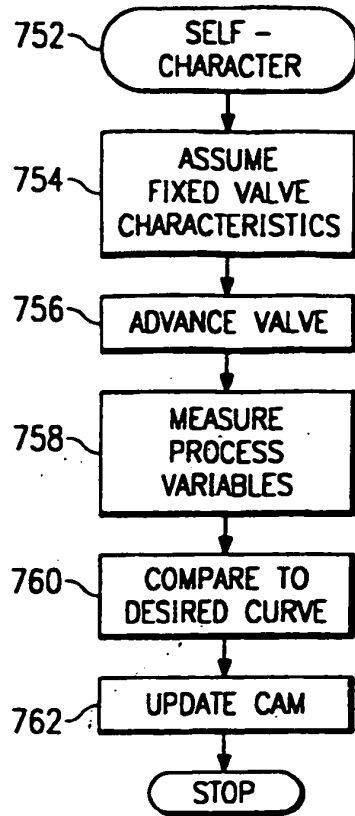 752
SELF -
CHARACTER
754
ASSUME
FIXED VALVE
CHARACTERISTICS
756
ADVANCE VALVE
758
MEASURE
PROCESS
VARIABLES
760
COMPARE TO
DESIRED CURVE
762
UPDATE CAM
STOP